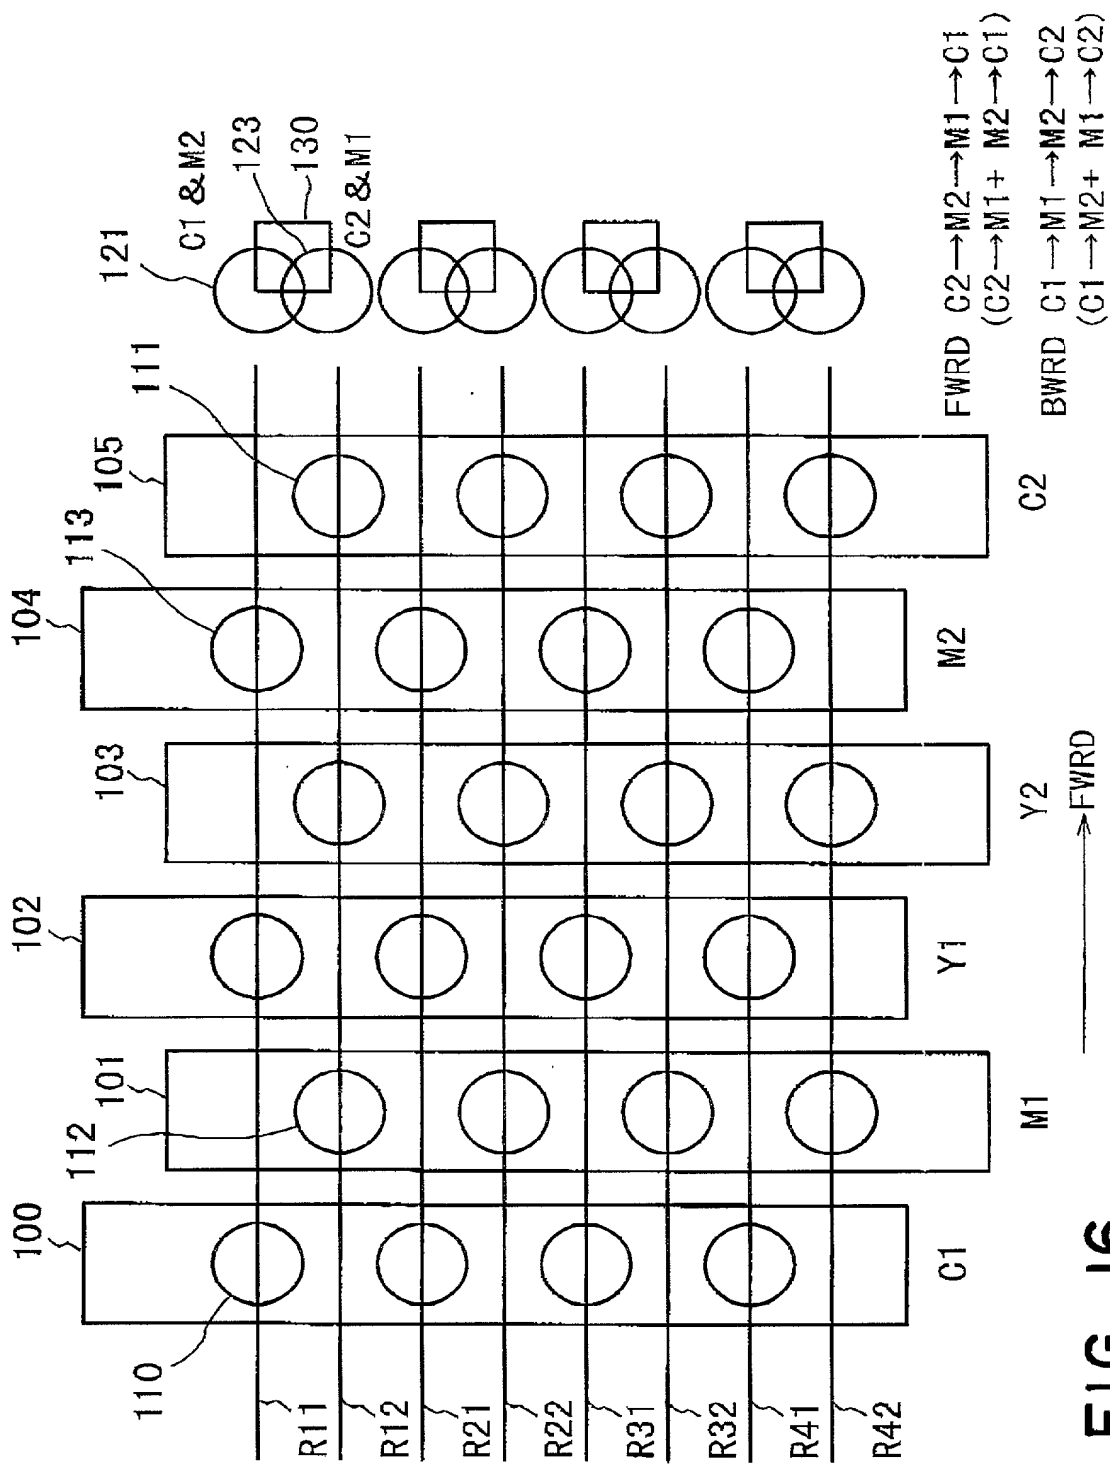 100
101
102
103
104
105
110
112
113
111
121
C1 & M2
123
130
C2 & M1
R11
R12
R21
R22
R31
R32
R41
R42
C1
M1
Y1
Y2
M2
C2
→FWRD
FWRD C2→M2→M1→C1
(C2→M1+ M2→C1)
BWRD C1→M1→M2→C2
(C1→M2+ M1→C2)
FIG. 16